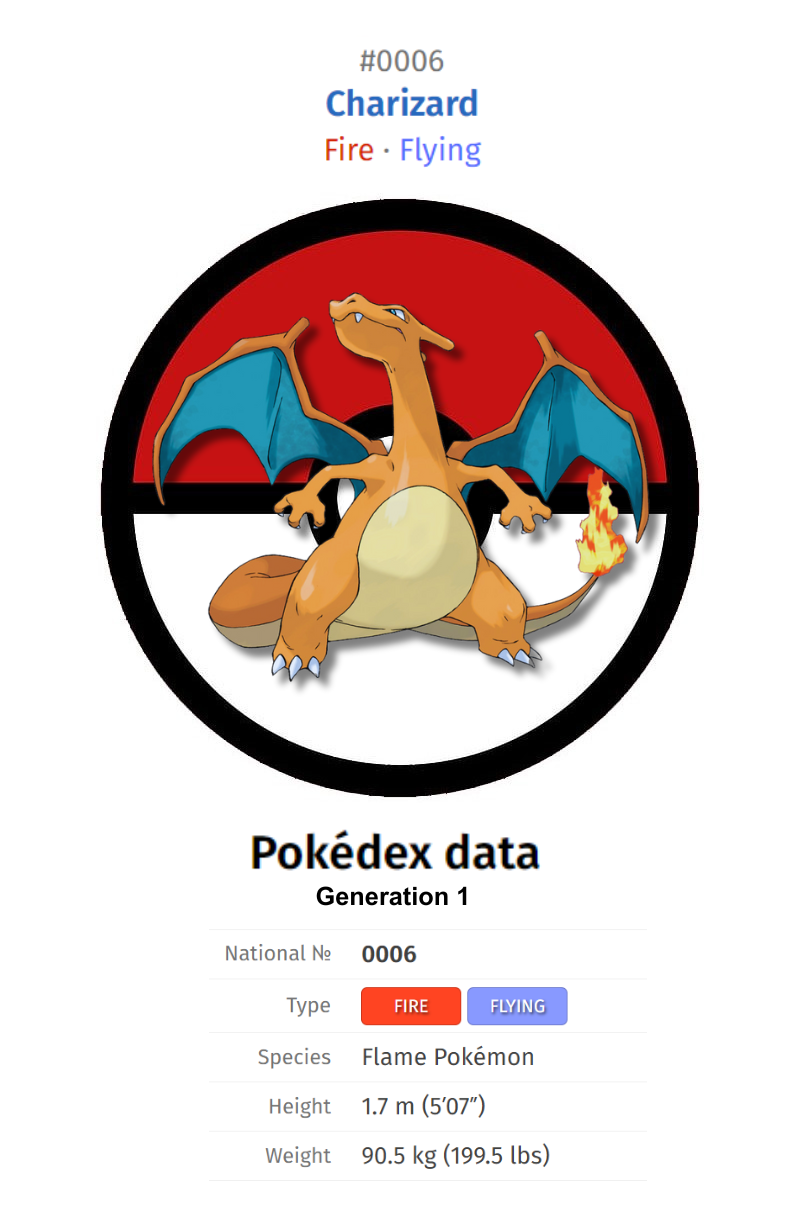 #0006
Charizard
Fire · Flying
Pokédex data
Generation 1
National № 0006
Type FIRE FLYING
Species Flame Pokémon
Height 1.7 m (5′07″)
Weight 90.5 kg (199.5 lbs)